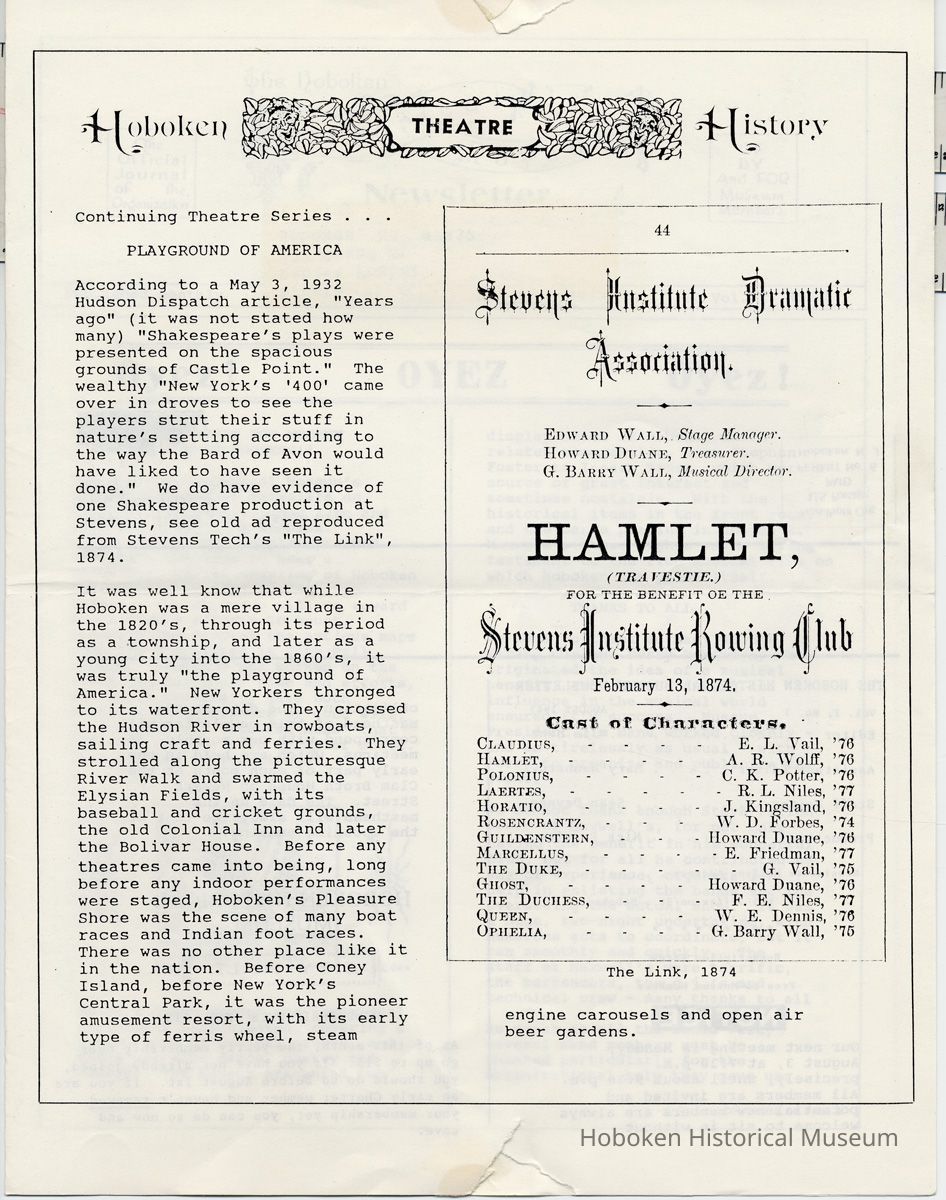 Hoboken THEATRE History
Continuing Theatre Series . . .
PLAYGROUND OF AMERICA
According to a May 3, 1932
Hudson Dispatch article, "Years
ago" (it was not stated how
many) "Shakespeare's plays were
presented on the spacious
grounds of Castle Point." The
wealthy "New York's '400' came
over in droves to see the
players strut their stuff in
nature's setting according to
the way the Bard of Avon would
have liked to have seen it
done." We do have evidence of
one Shakespeare production at
Stevens, see old ad reproduced
from Stevens Tech's "The Link",
1874.
It was well know that while
Hoboken was a mere village in
the 1820's, through its period
as a township, and later as a
young city into the 1860's, it
was truly "the playground of
America." New Yorkers thronged
to its waterfront. They crossed
the Hudson River in rowboats,
sailing craft and ferries. They
strolled along the picturesque
River Walk and swarmed the
Elysian Fields, with its
baseball and cricket grounds,
the old Colonial Inn and later
the Bolivar House. Before any
theatres came into being, long
before any indoor performances
were staged, Hoboken's Pleasure
Shore was the scene of many boat
races and Indian foot races.
There was no other place like it
in the nation. Before Coney
Island, before New York's
Central Park, it was the pioneer
amusement resort, with its early
type of ferris wheel, steam
44
Stevens Institute Dramatic
Association.
EDWARD WALL, Stage Manager.
HOWARD DUANE, Treasurer.
G. BARRY WALL, Musical Director.
HAMLET,
(TRAVESTIE.)
FOR THE BENEFIT OE THE
Stevens Institute Rowing Club
February 13, 1874.
Cast of Characters.
CLAUDIUS, - - - - E. L. Vail, '76
HAMLET, - - - - - A. R. Wolff, '76
POLONIUS, - - - - C. K. Potter, '76
LAERTES, - - - - R. L. Niles, '77
HORATIO, - - - - J. Kingsland, '76
ROSENCRANTZ, - - - - W. D. Forbes, '74
GUILDENSTERN, - - - - Howard Duane, '76
MARCELLUS, - - - - E. Friedman, '77
THE DUKE, - - - - G. Vail, '75
GHOST, - - - - Howard Duane, '76
THE DUCHESS, - - - - F. E. Niles, '77
QUEEN, - - - - W. E. Dennis, '76
OPHELIA, - - - - G. Barry Wall, '75
The Link, 1874
engine carousels and open air
beer gardens.
Hoboken Historical Museum